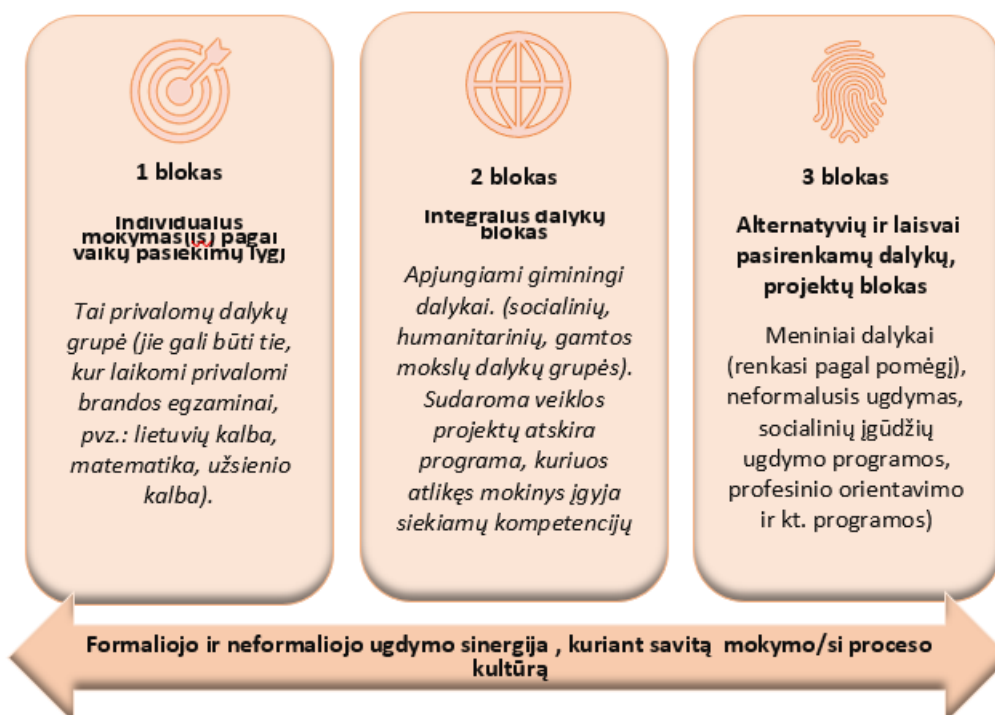 1 blokas
Individualus
mokymas(is) pagal
vaikų pasiekimų lygį
Tai privalomų dalykų
grupė (jie gali būti tie,
kur laikomi privalomi
brandos egzaminai,
pvz.: lietuvių kalba,
matematika, užsienio
kalba).
2 blokas
Integralus dalykų
blokas
Apjungiami giminingi
dalykai. (socialinių,
humanitarinių, gamtos
mokslų dalykų grupės).
Sudaroma veiklos
projektų atskira
programa, kuriuos
atlikęs mokinys įgyja
siekiamų kompetencijų
3 blokas
Alternatyvių ir laisvai
pasirenkamų dalykų,
projektų blokas
Meniniai dalykai
(renkasi pagal pomėgį),
neformalusis ugdymas,
socialinių įgūdžių
ugdymo programos,
profesinio orientavimo
ir kt. programos)
Formaliojo ir neformaliojo ugdymo sinergija , kuriant savitą mokymo/si proceso
kultūrą